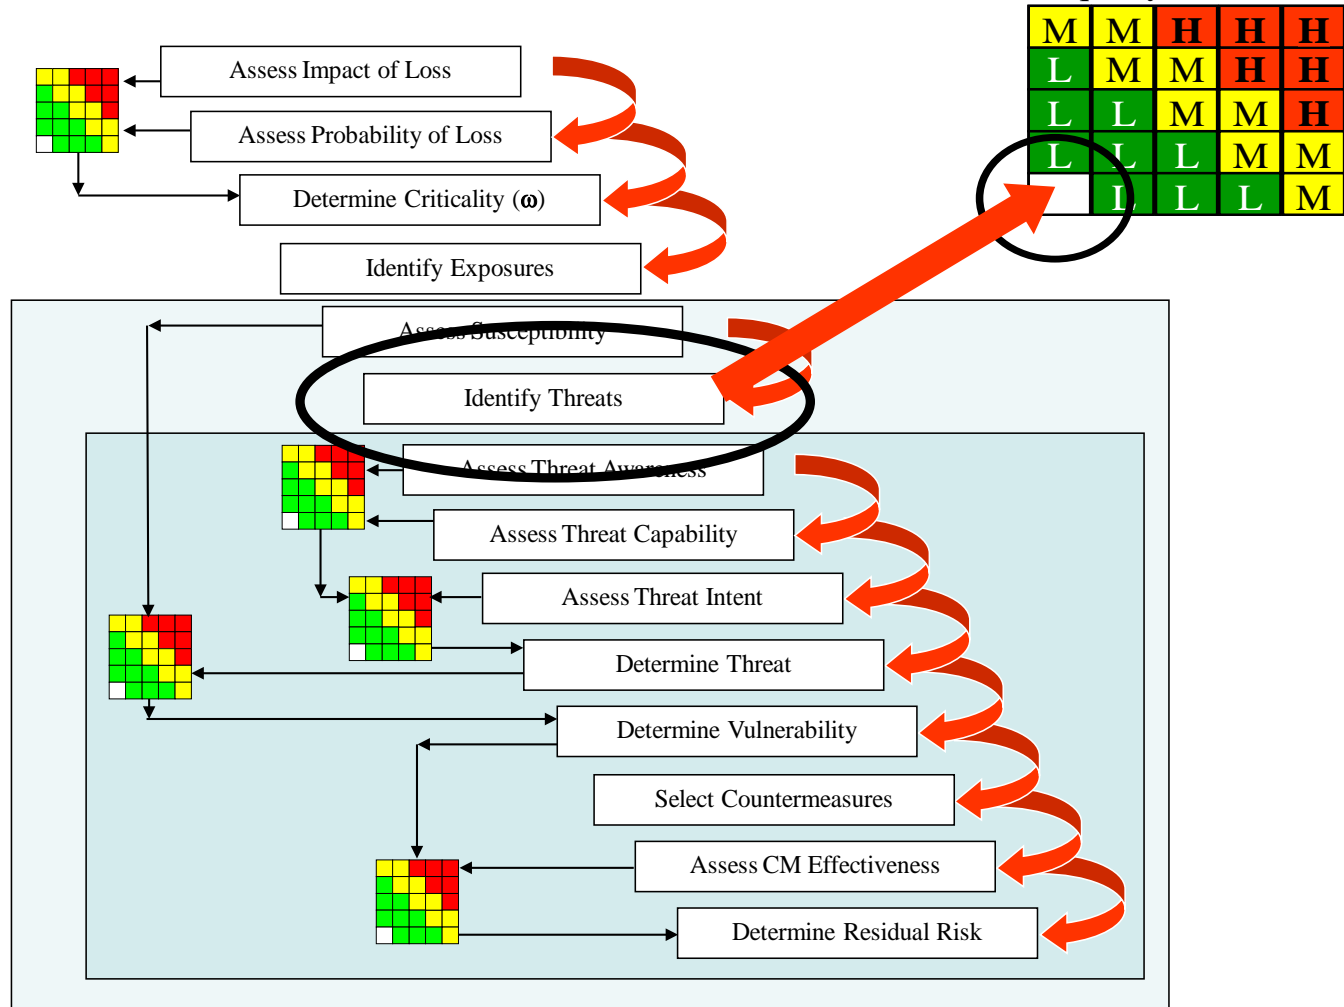 M M H H H
L M M H H
L L M M H
L L L M M
L L L M
Assess Impact of Loss
Assess Probability of Loss
Determine Criticality (ω)
Identify Exposures
Assess Susceptibility
Identify Threats
Assess Threat Awareness
Assess Threat Capability
Assess Threat Intent
Determine Threat
Determine Vulnerability
Select Countermeasures
Assess CM Effectiveness
Determine Residual Risk